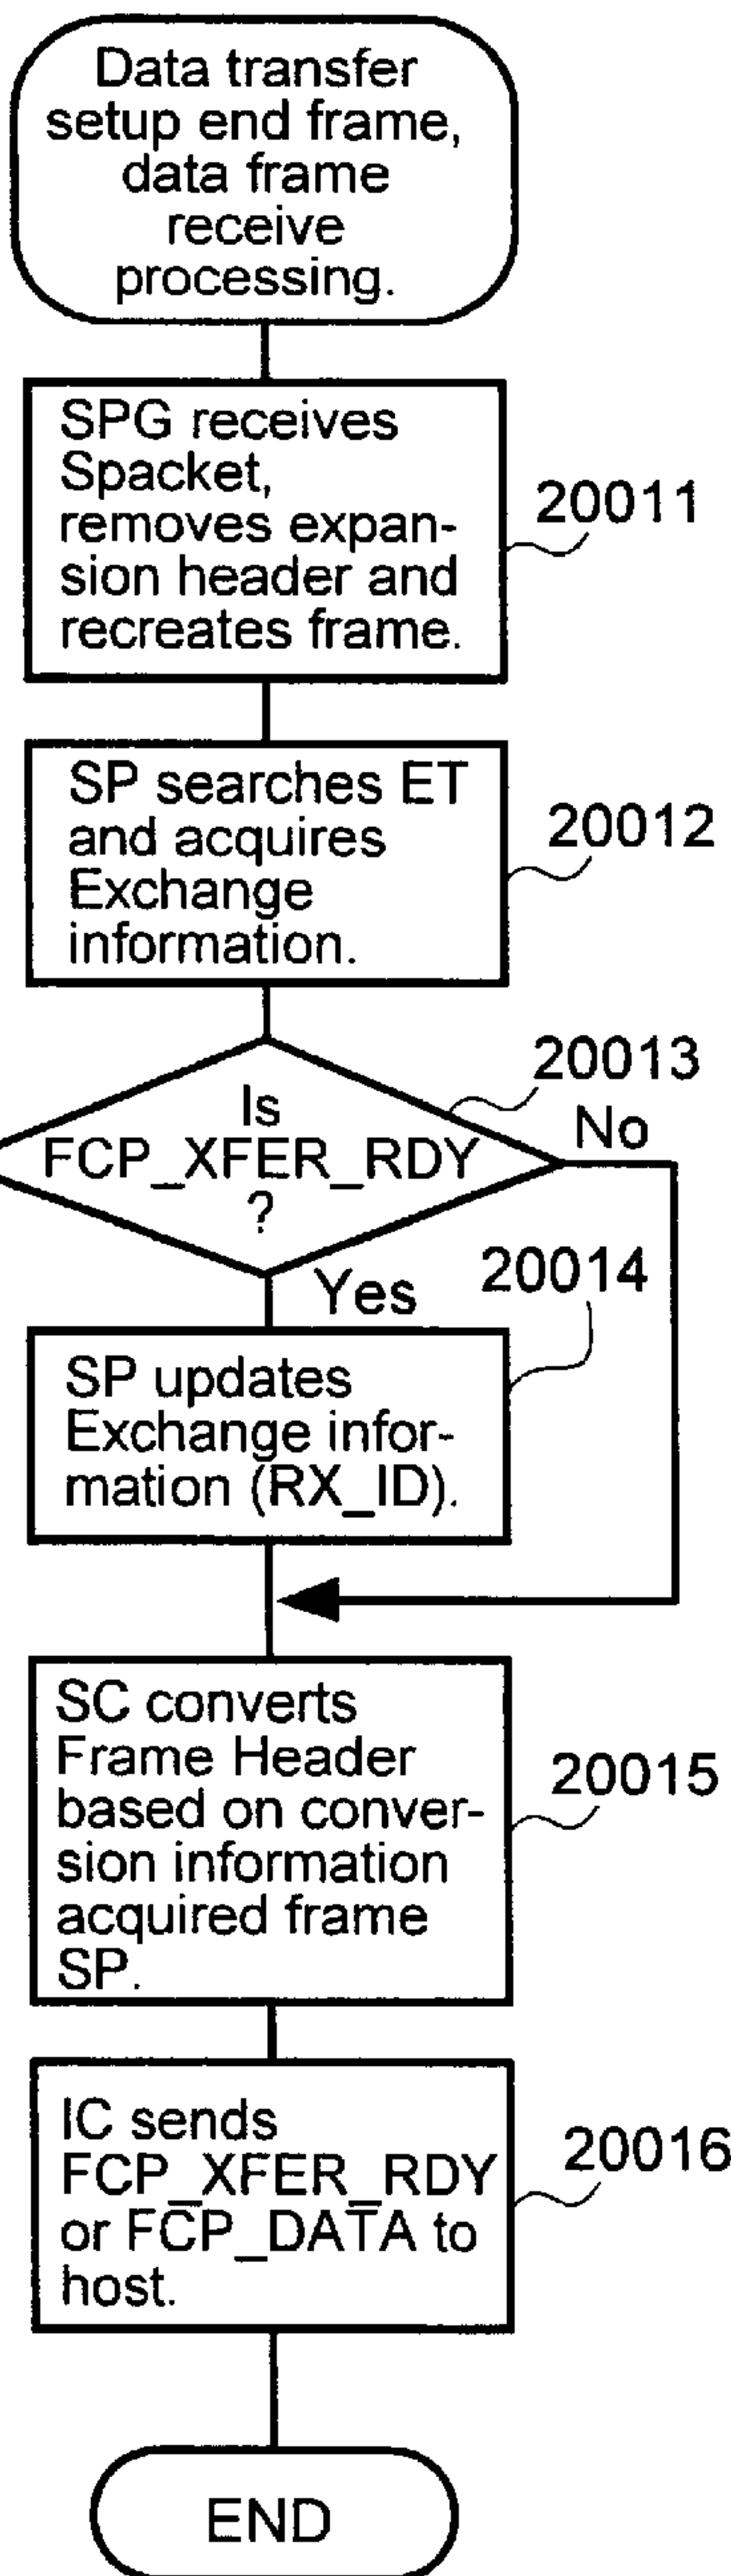 Data transfer
setup end frame,
data frame
receive
processing.
SPG receives
Spacket,
removes expan-
sion header and
recreates frame.
20011
SP searches ET
and acquires
Exchange
information.
20012
20013
Is
FCP_XFER_RDY
?
No
Yes
20014
SP updates
Exchange infor-
mation (RX_ID).
SC converts
Frame Header
based on conver-
sion information
acquired frame
SP.
20015
IC sends
FCP_XFER_RDY
or FCP_DATA to
host.
20016
END